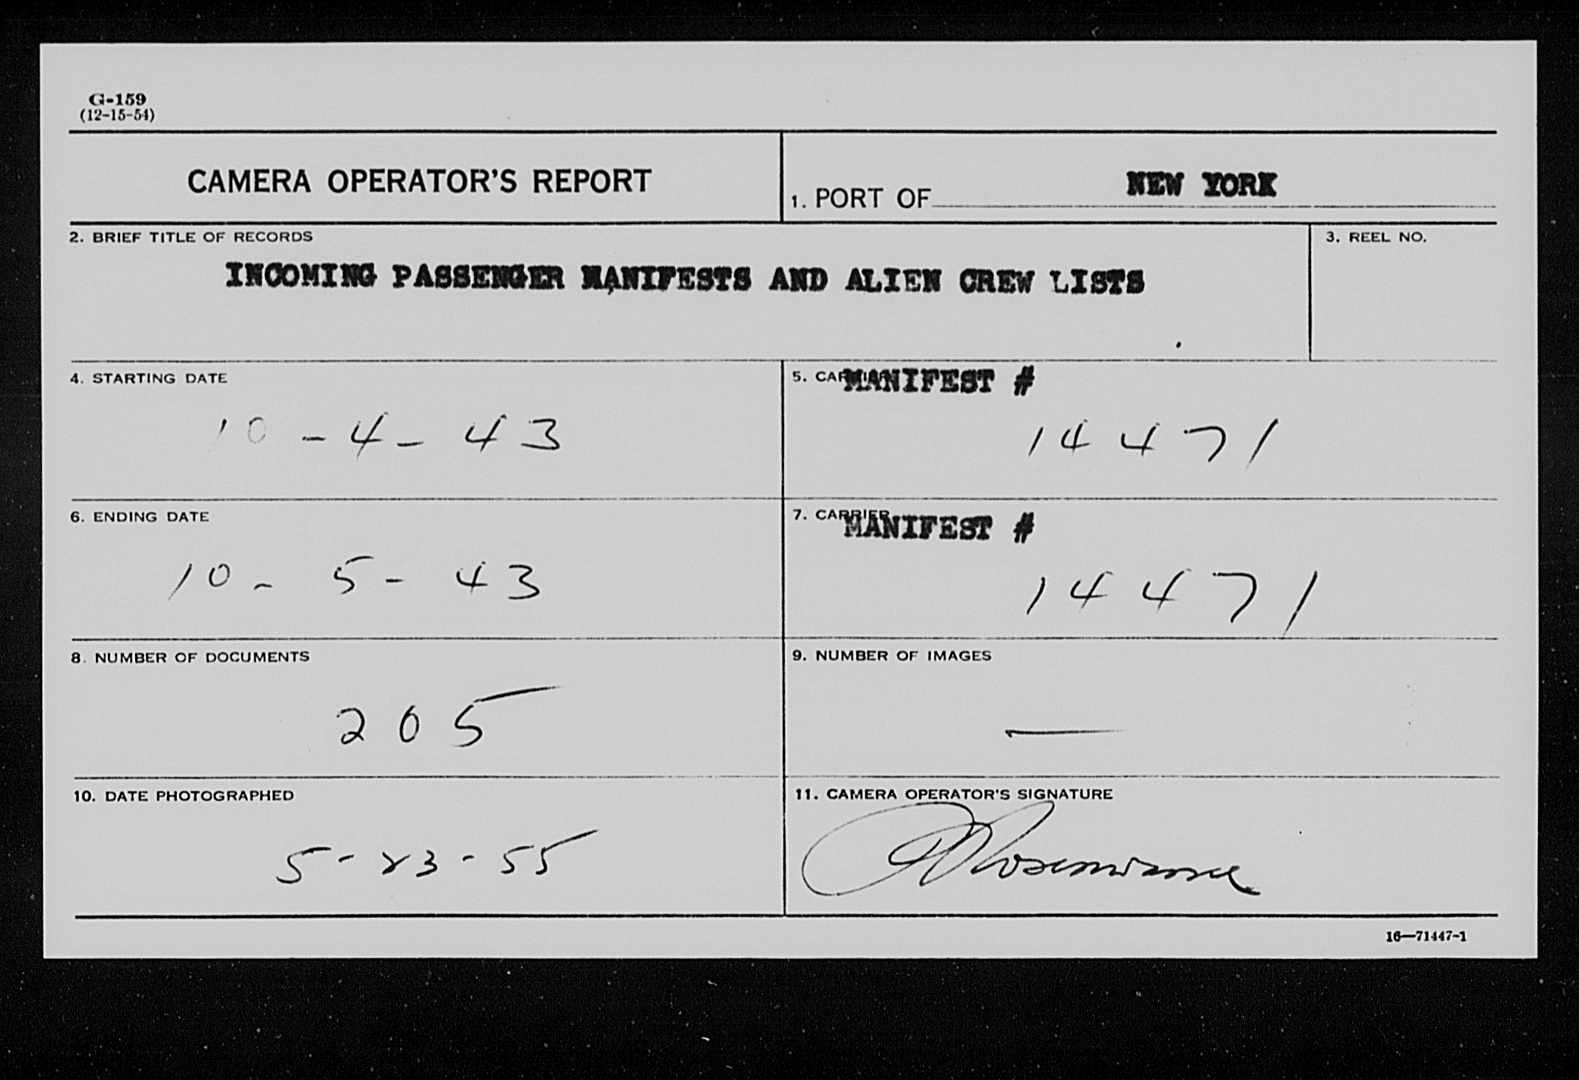 G-159
(12-15-54)
CAMERA OPERATOR'S REPORT
1. PORT OF NEW YORK
2. BRIEF TITLE OF RECORDS
INCOMING PASSENGER MANIFESTS AND ALIEN CREW LISTS
3. REEL NO.
4. STARTING DATE
10-4-43
5. CARRIER MANIFEST #
14471
6. ENDING DATE
10-5-43
7. CARRIER MANIFEST #
14471
8. NUMBER OF DOCUMENTS
205
9. NUMBER OF IMAGES
—
10. DATE PHOTOGRAPHED
5-23-55
11. CAMERA OPERATOR'S SIGNATURE
16—71447-1